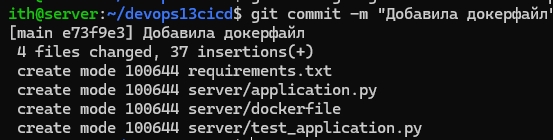 ith@server:~/devops13cicd$ git commit -m "Добавила докерфайл"
[main e73f9e3] Добавила докерфайл
 4 files changed, 37 insertions(+)
 create mode 100644 requirements.txt
 create mode 100644 server/application.py
 create mode 100644 server/dockerfile
 create mode 100644 server/test_application.py